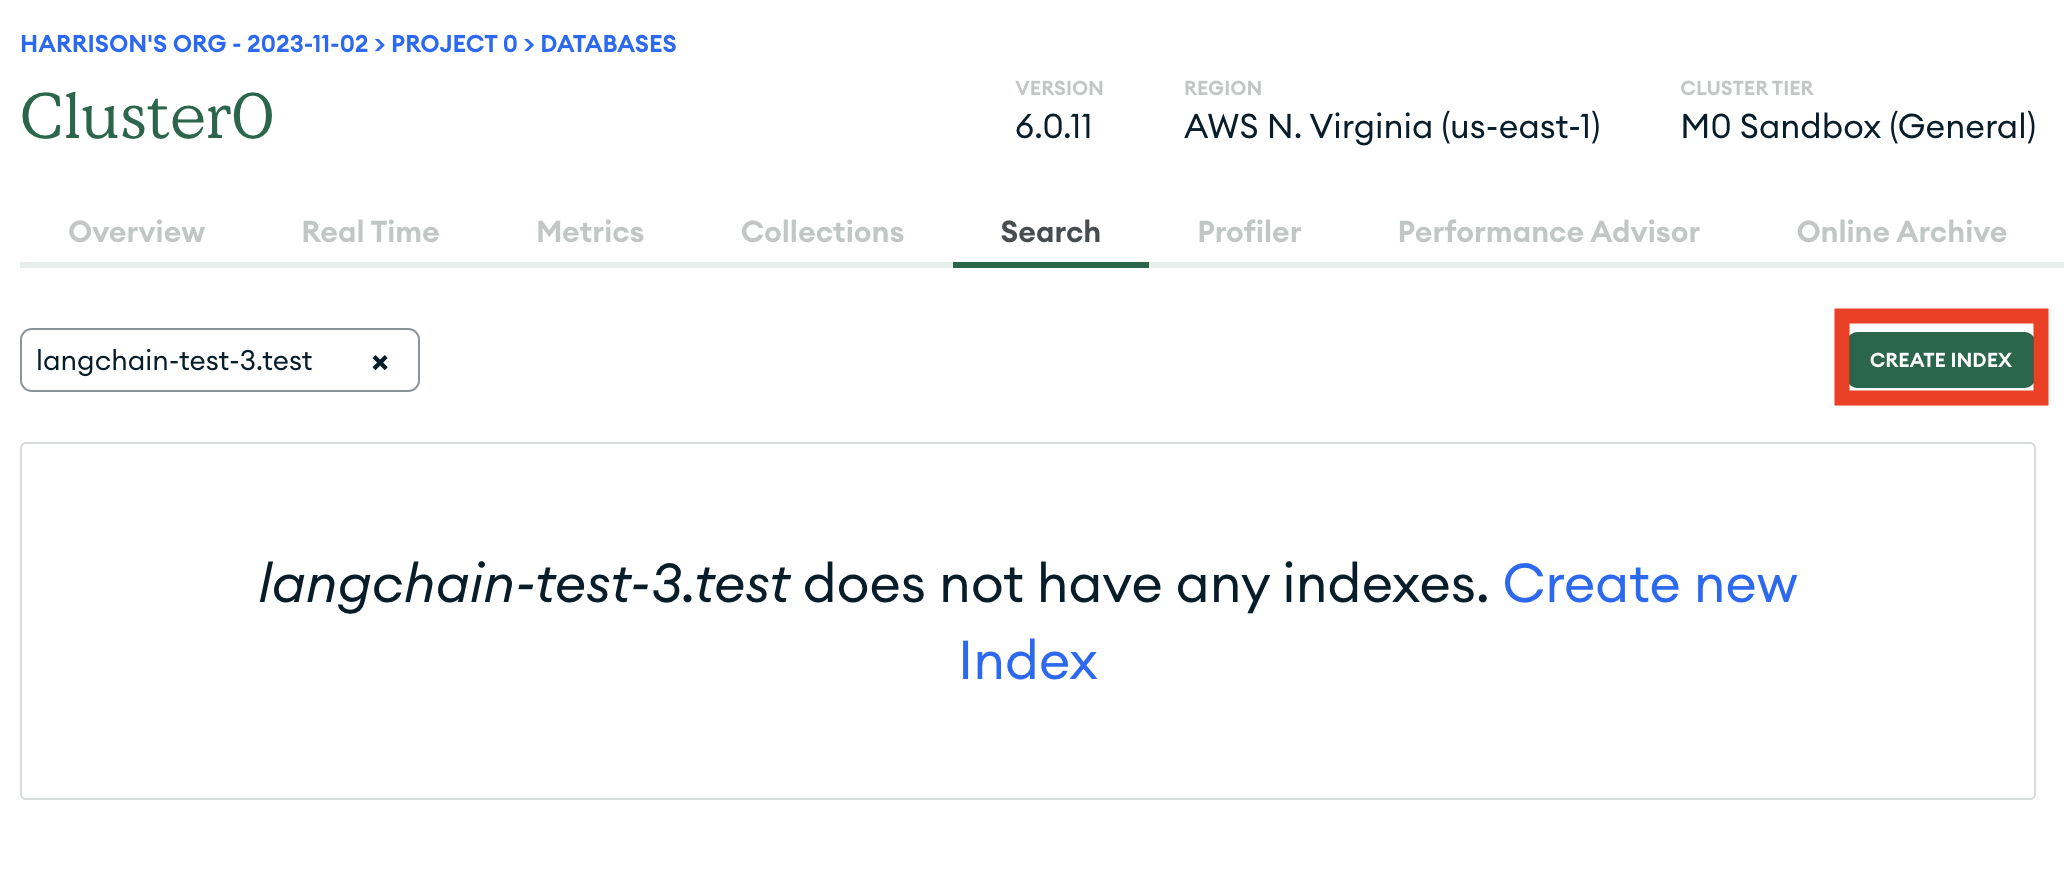 HARRISON'S ORG - 2023-11-02 > PROJECT 0 > DATABASES
Cluster0
VERSION
6.0.11
REGION
AWS N. Virginia (us-east-1)
CLUSTER TIER
M0 Sandbox (General)
Overview Real Time Metrics Collections Search Profiler Performance Advisor Online Archive
langchain-test-3.test ×
CREATE INDEX
langchain-test-3.test does not have any indexes. Create new
Index